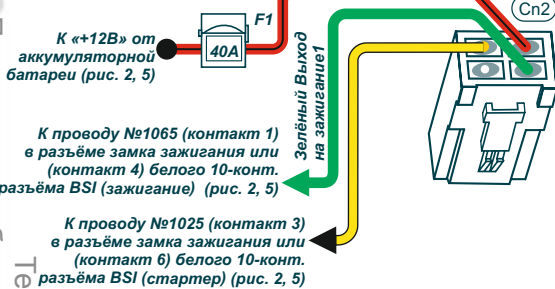 Cn2
F1
К «+12В» от
аккумуляторной
батареи (рис. 2, 5)
40A
Зелёный Выход
на зажигание1
К проводу №1065 (контакт 1)
в разъёме замка зажигания или
(контакт 4) белого 10-конт.
разъёма BSI (зажигание) (рис. 2, 5)
К проводу №1025 (контакт 3)
в разъёме замка зажигания или
(контакт 6) белого 10-конт.
разъёма BSI (стартер) (рис. 2, 5)
Те